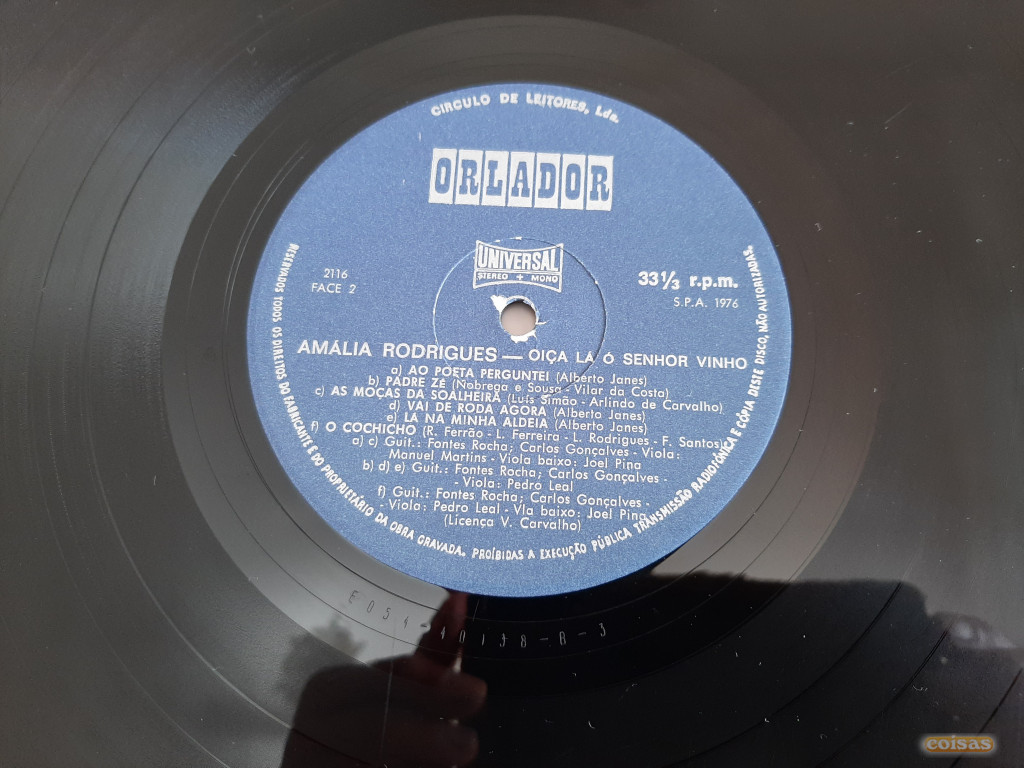 CIRCULO DE LEITORES, Lda.
ORLADOR
UNIVERSAL
STEREO + MONO
2116
FACE 2
33 1/3 r.p.m.
S.P.A. 1976
AMÁLIA RODRIGUES — OIÇA LÁ Ó SENHOR VINHO
a) AO POETA PERGUNTEI (Alberto Janes)
b) PADRE ZÉ (Nobrega e Sousa - Vilar da Costa)
c) AS MOÇAS DA SOALHEIRA (Luís Simão - Arlindo de Carvalho)
d) VAI DE RODA AGORA (Alberto Janes)
e) LÁ NA MINHA ALDEIA (Alberto Janes)
f) O COCHICHO (R. Ferrão - L. Ferreira - L. Rodrigues - F. Santos)
a) c) Guit.: Fontes Rocha; Carlos Gonçalves - Viola:
Manuel Martins - Viola baixo: Joel Pina
b) d) e) Guit.: Fontes Rocha; Carlos Gonçalves -
- Viola: Pedro Leal
f) Guit.: Fontes Rocha; Carlos Gonçalves -
- Viola: Pedro Leal - Vla baixo: Joel Pina
(Licença V. Carvalho)
RESERVADOS TODOS OS DIREITOS DO FABRICANTE E DO PROPRIETÁRIO DA OBRA GRAVADA. PROÍBIDAS A EXECUÇÃO PÚBLICA TRANSMISSÃO RADIOFÓNICA E CÓPIA DESTE DISCO, NÃO AUTORIZADAS.
coisas